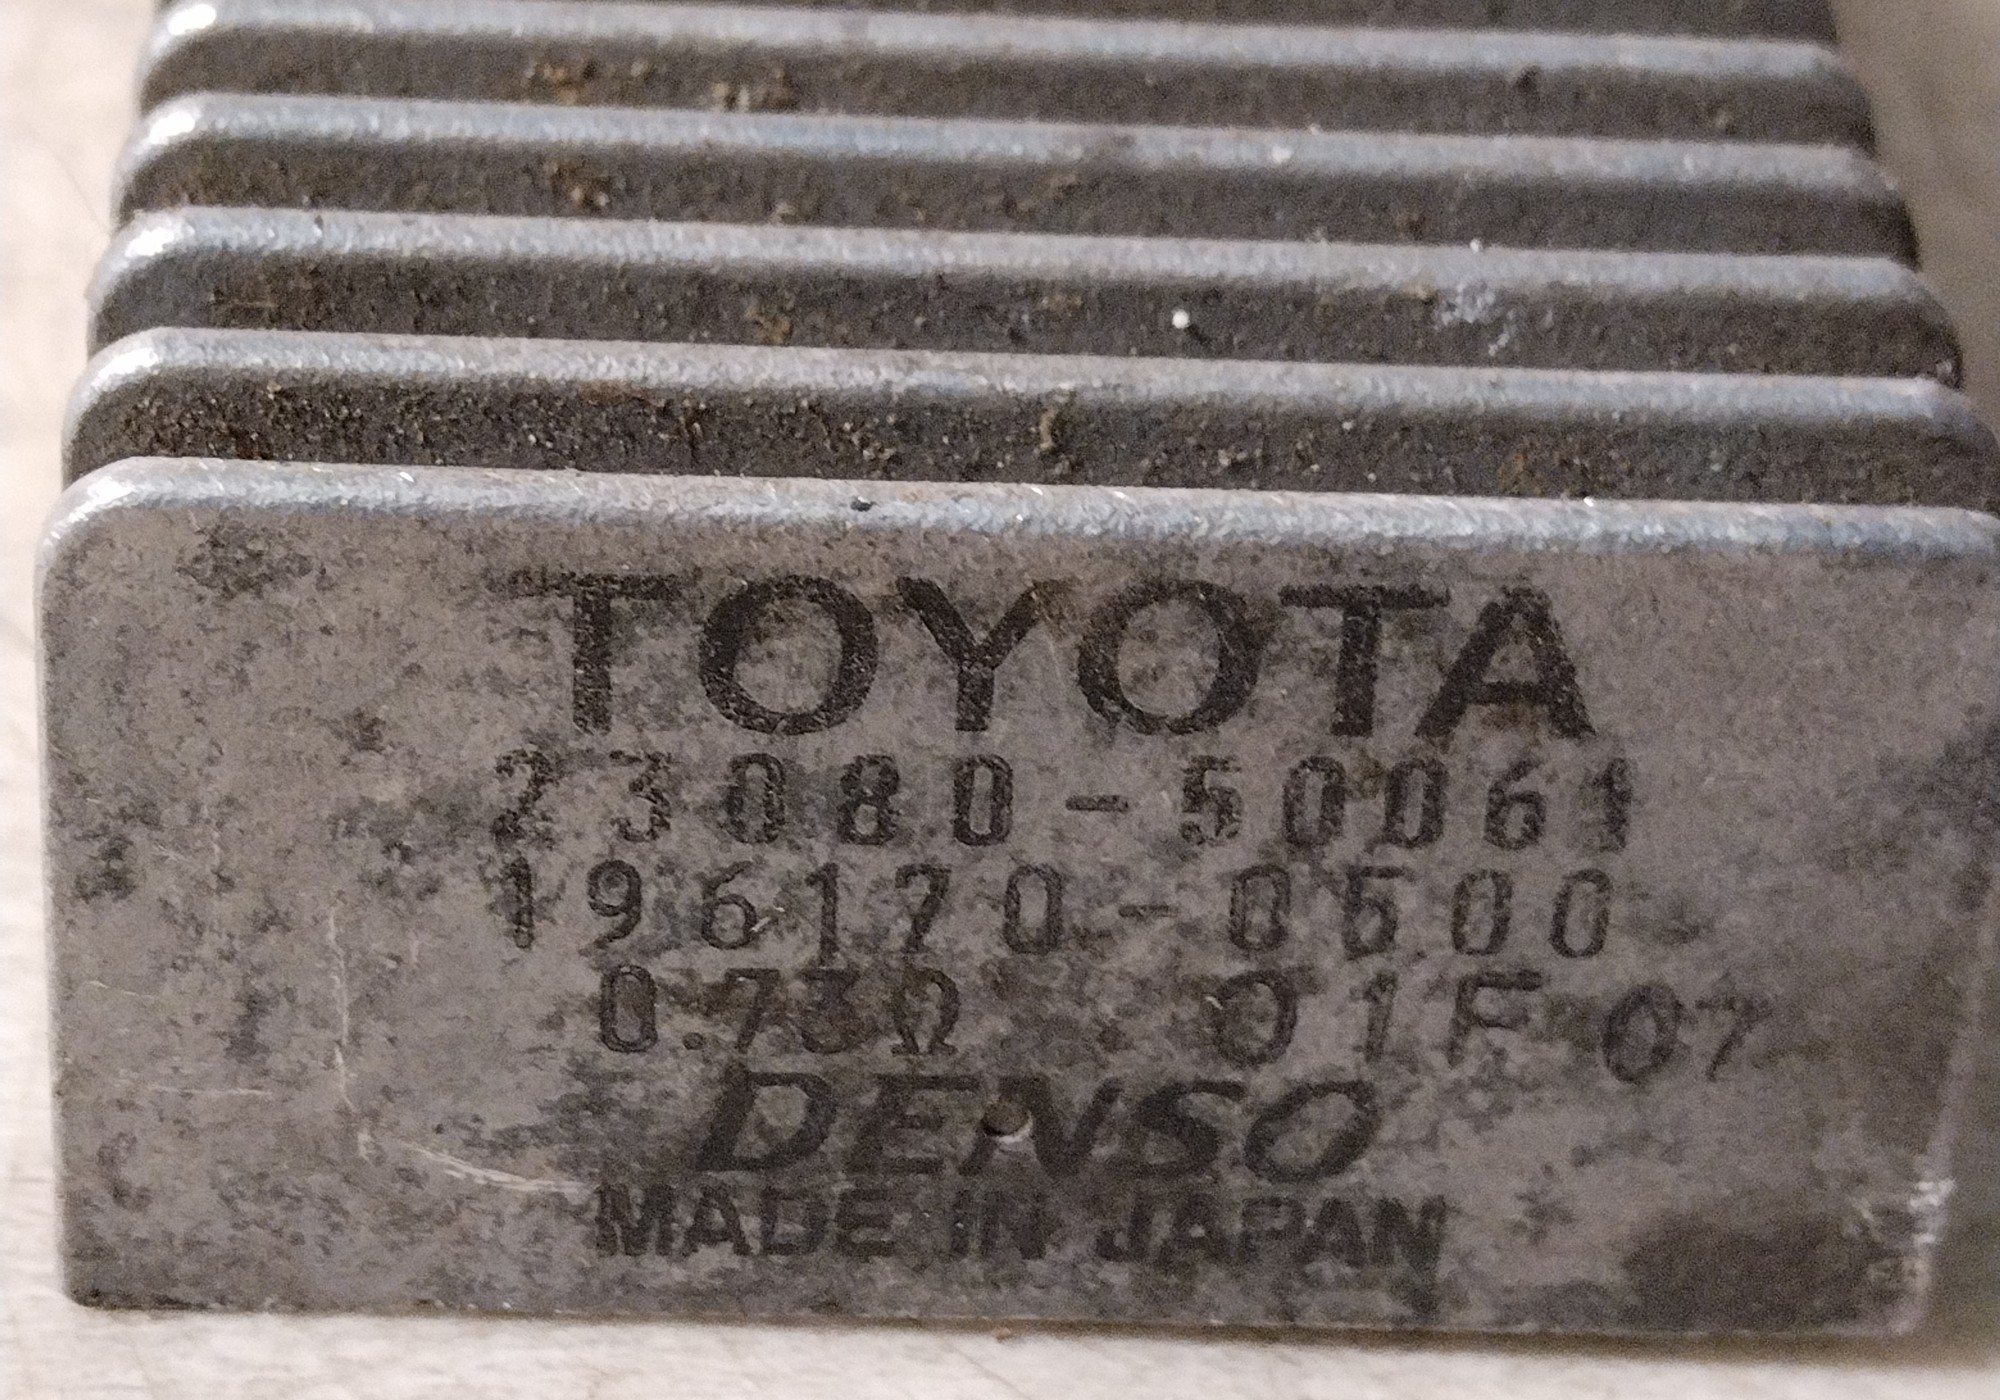 TOYOTA
23080-50061
196170-0500
0.73Ω 01F 07
DENSO
MADE IN JAPAN